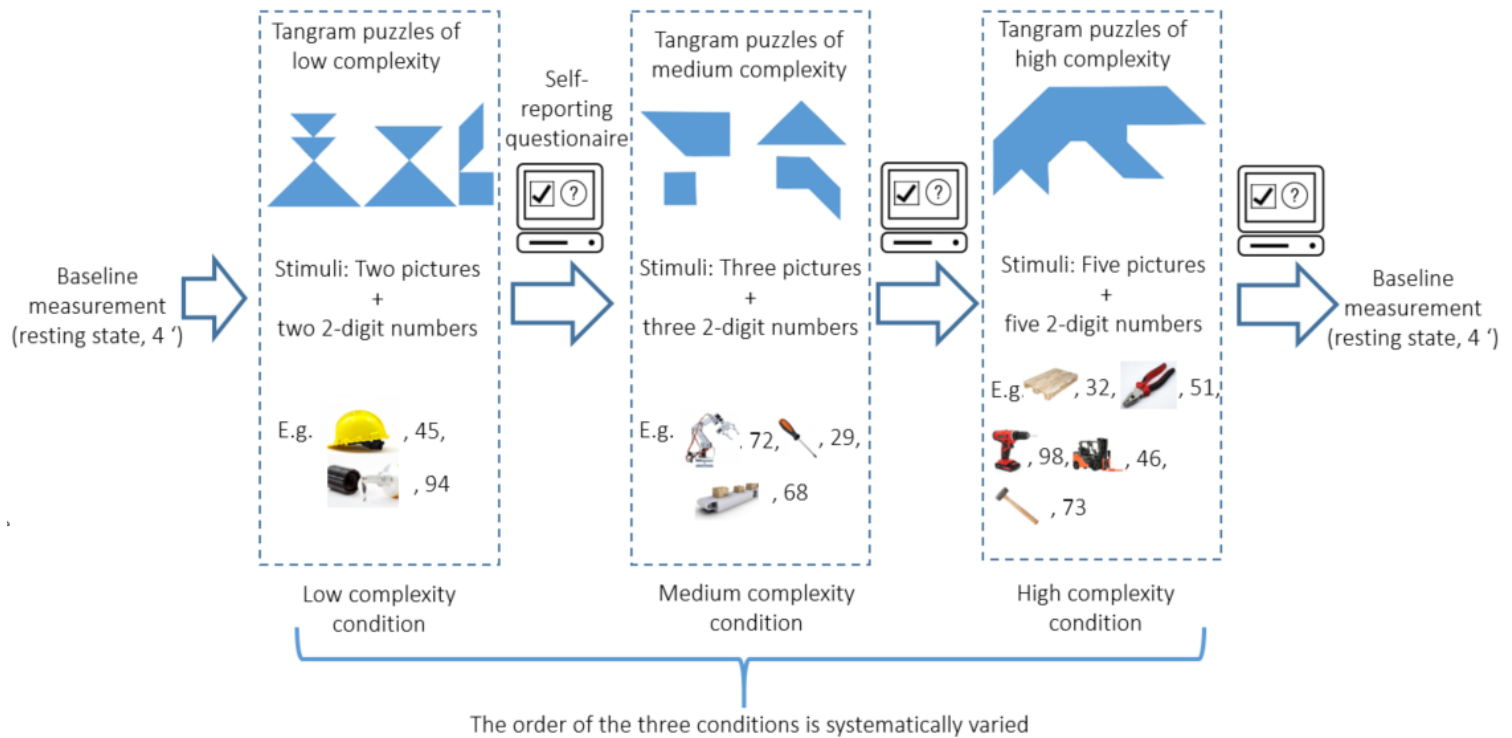 Baseline
measurement
(resting state, 4 ‘)
Tangram puzzles of
low complexity
Stimuli: Two pictures
+
two 2-digit numbers
E.g. , 45,
, 94
Low complexity
condition
Self-
reporting
questionaire
?
Tangram puzzles of
medium complexity
Stimuli: Three pictures
+
three 2-digit numbers
E.g. , 72, , 29,
, 68
Medium complexity
condition
?
Tangram puzzles of
high complexity
Stimuli: Five pictures
+
five 2-digit numbers
E.g. , 32, , 51,
, 98, , 46,
, 73
High complexity
condition
?
Baseline
measurement
(resting state, 4 ‘)
The order of the three conditions is systematically varied